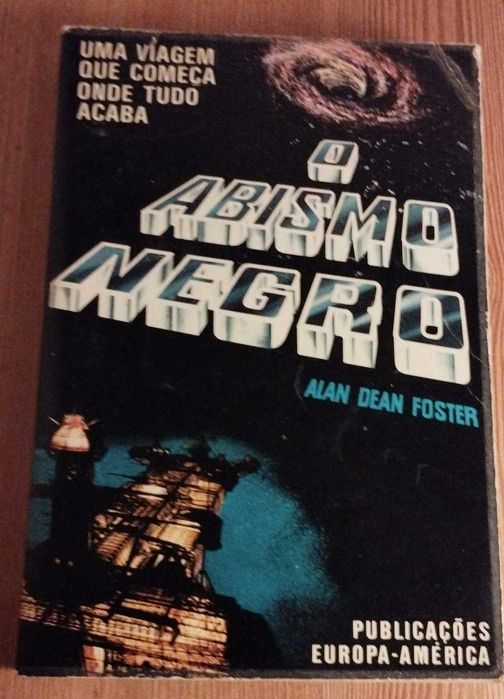 UMA VIAGEM
QUE COMEÇA
ONDE TUDO
ACABA
O
ABISMO
NEGRO
ALAN DEAN FOSTER
PUBLICAÇÕES
EUROPA-AMÉRICA